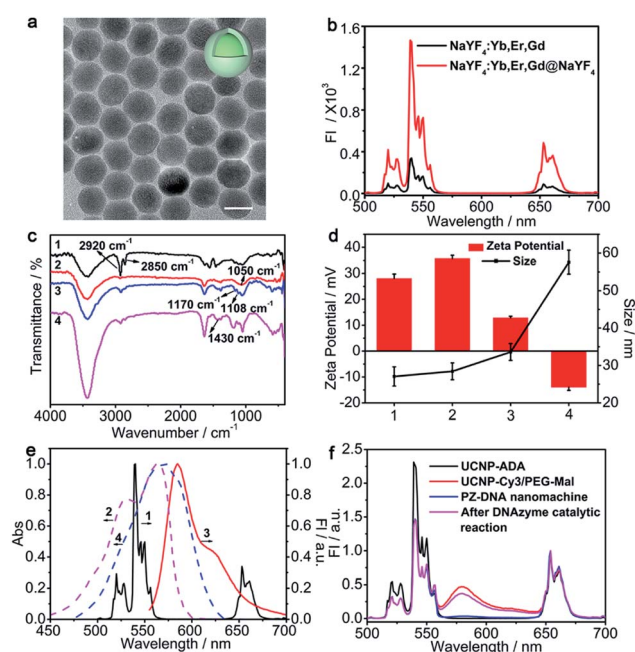 a
b
FI \ X10³
1.6
1.2
0.8
0.4
0.0
NaYF₄:Yb,Er,Gd
NaYF₄:Yb,Er,Gd@NaYF₄
500 550 600 650 700
Wavelength / nm
c
Transmittance / %
1
2
3
4
2920 cm⁻¹
2850 cm⁻¹
1050 cm⁻¹
1170 cm⁻¹
1108 cm⁻¹
1430 cm⁻¹
4000 3000 2000 1000
Wavenumber / cm⁻¹
d
Zeta Potential / mV
40
30
20
10
0
-10
-20
Zeta Potential
Size
60
50
40
30
20
Size / nm
1 2 3 4
e
Abs
1.0
0.8
0.6
0.4
0.2
0.0
2
4
1
3
1.0
0.8
0.6
0.4
0.2
0.0
FI / a.u.
450 500 550 600 650 700
Wavelength / nm
f
FI / a.u.
2.5
2.0
1.5
1.0
0.5
0.0
UCNP-ADA
UCNP-Cy3/PEG-Mal
PZ-DNA nanomachine
After DNAzyme catalytic
reaction
500 550 600 650 700
Wavelength / nm